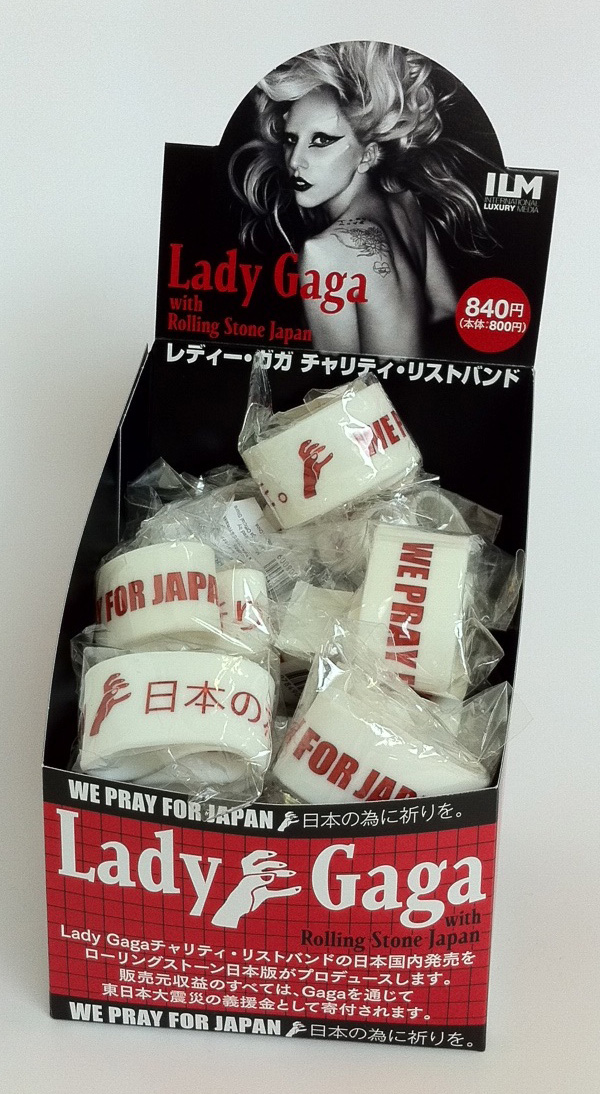 ILM
INTERNATIONAL
LUXURY MEDIA
Lady Gaga
with
Rolling Stone Japan
840円
(本体:800円)
レディー・ガガ チャリティ・リストバンド
WE P
Y FOR JAPA
り
WE PRAY F
日本の為
FOR JAP
WE PRAY FOR JAPAN 日本の為に祈りを。
Lady Gaga
with
Rolling Stone Japan
Lady Gagaチャリティ・リストバンドの日本国内発売を
ローリングストーン日本版がプロデュースします。
販売元収益のすべては、Gagaを通じて
東日本大震災の義援金として寄付されます。
WE PRAY FOR JAPAN 日本の為に祈りを。